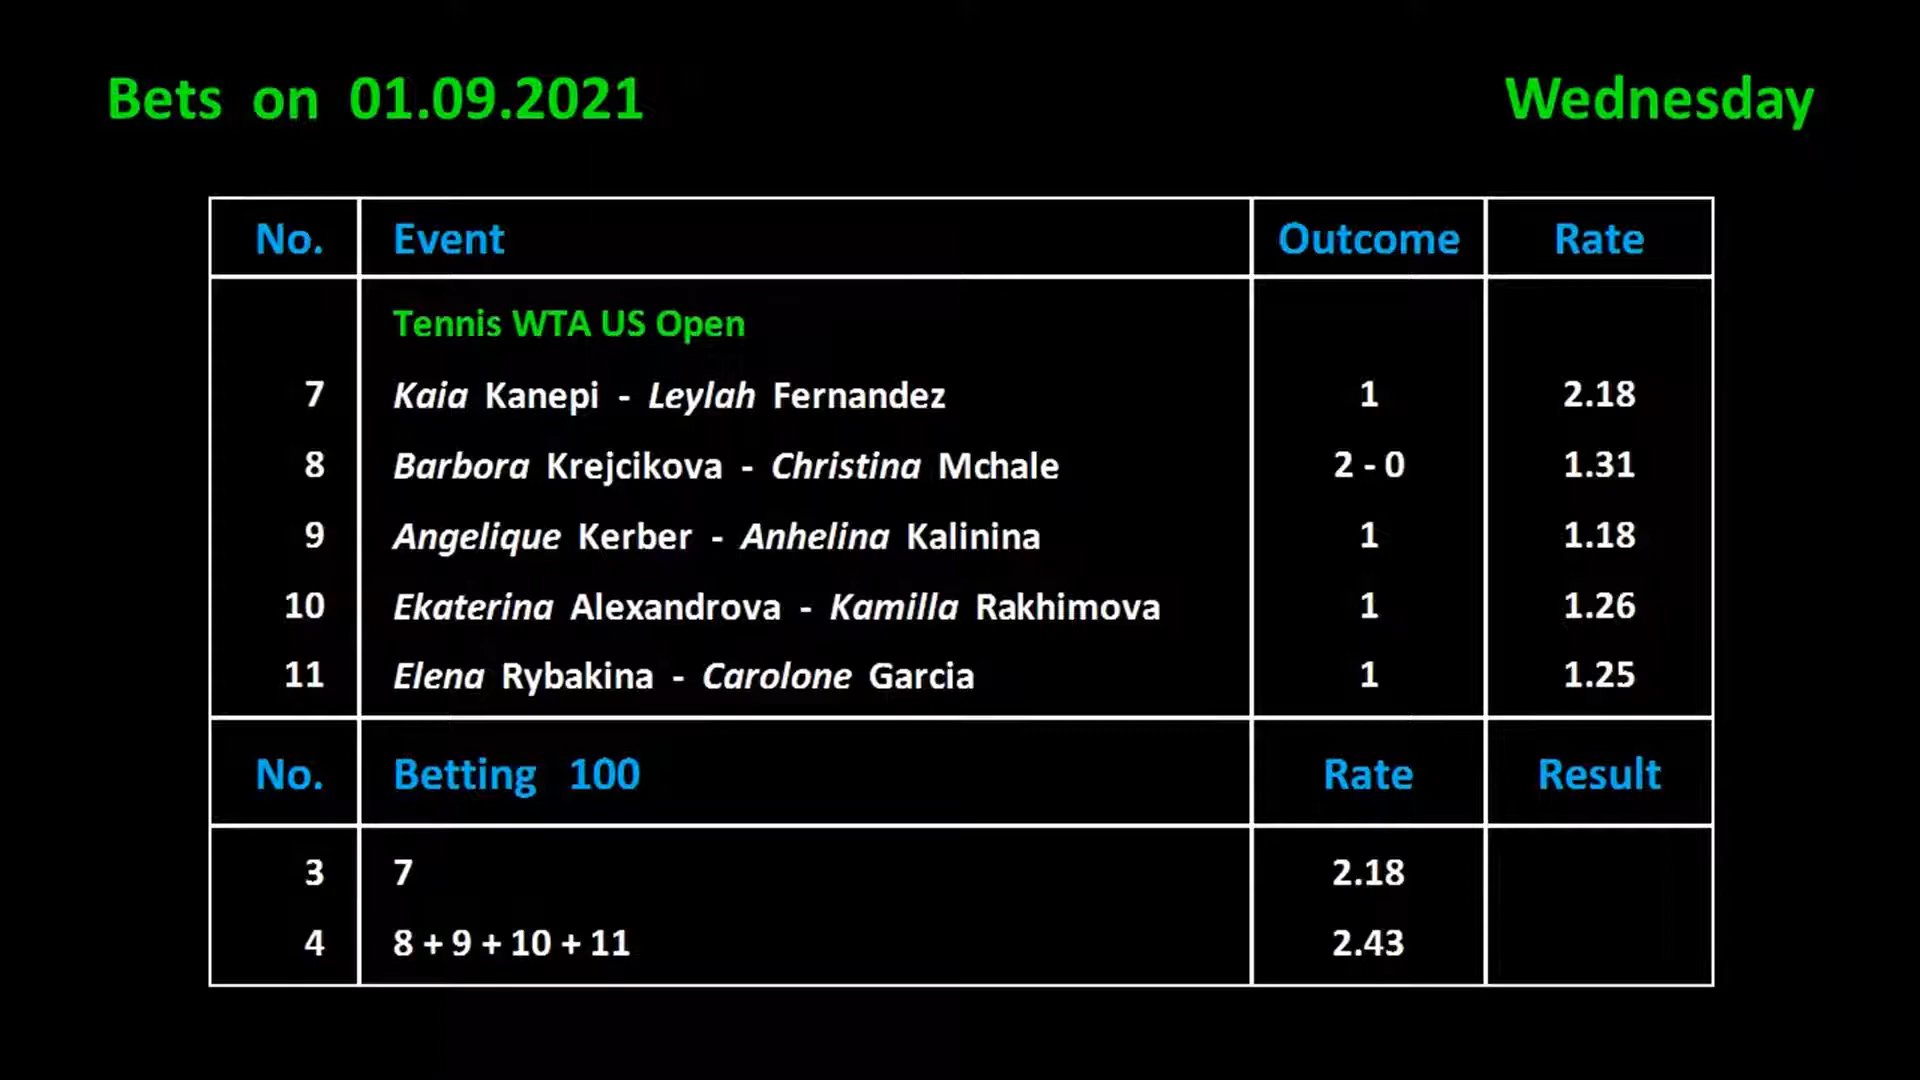 Bets on 01.09.2021 Wednesday
No. Event Outcome Rate
Tennis WTA US Open
7 Kaia Kanepi - Leylah Fernandez 1 2.18
8 Barbora Krejcikova - Christina Mchale 2 - 0 1.31
9 Angelique Kerber - Anhelina Kalinina 1 1.18
10 Ekaterina Alexandrova - Kamilla Rakhimova 1 1.26
11 Elena Rybakina - Carolone Garcia 1 1.25
No. Betting 100 Rate Result
3 7 2.18
4 8 + 9 + 10 + 11 2.43